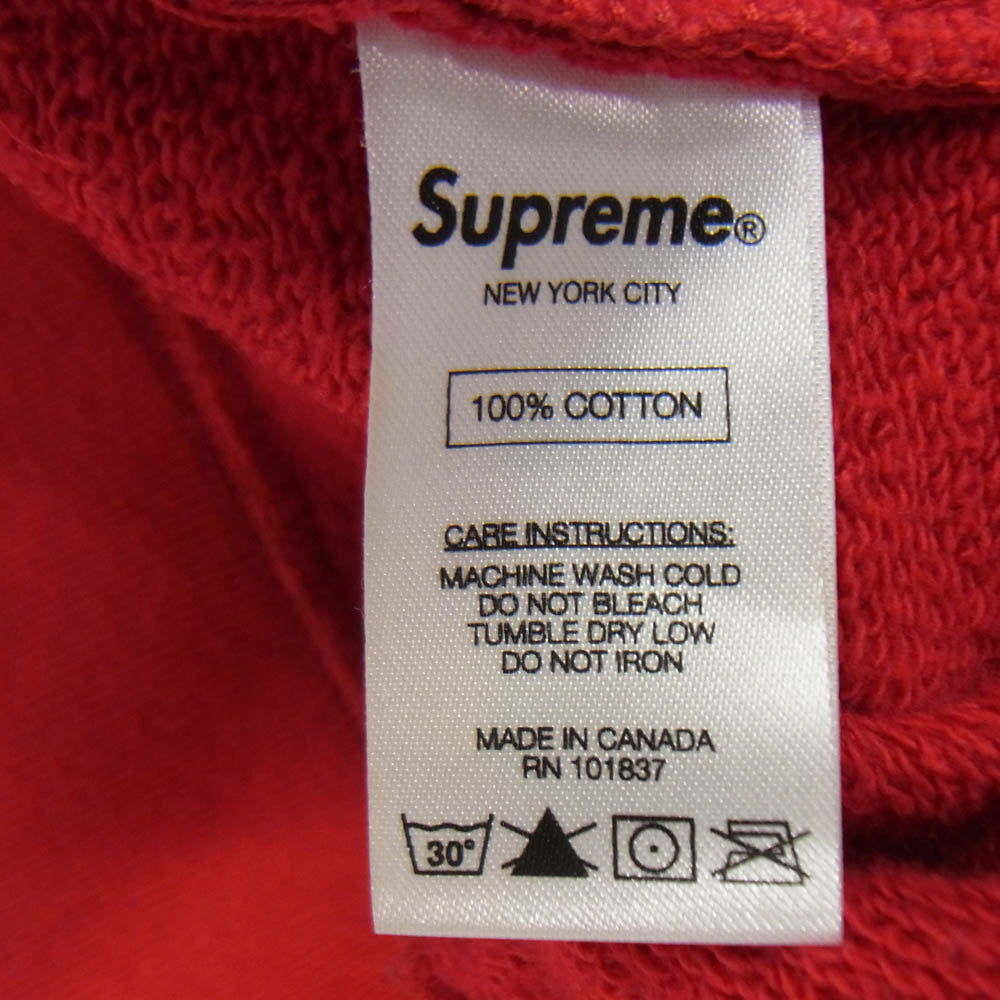 Supreme®
NEW YORK CITY
100% COTTON
CARE INSTRUCTIONS:
MACHINE WASH COLD
DO NOT BLEACH
TUMBLE DRY LOW
DO NOT IRON
MADE IN CANADA
RN 101837
30°